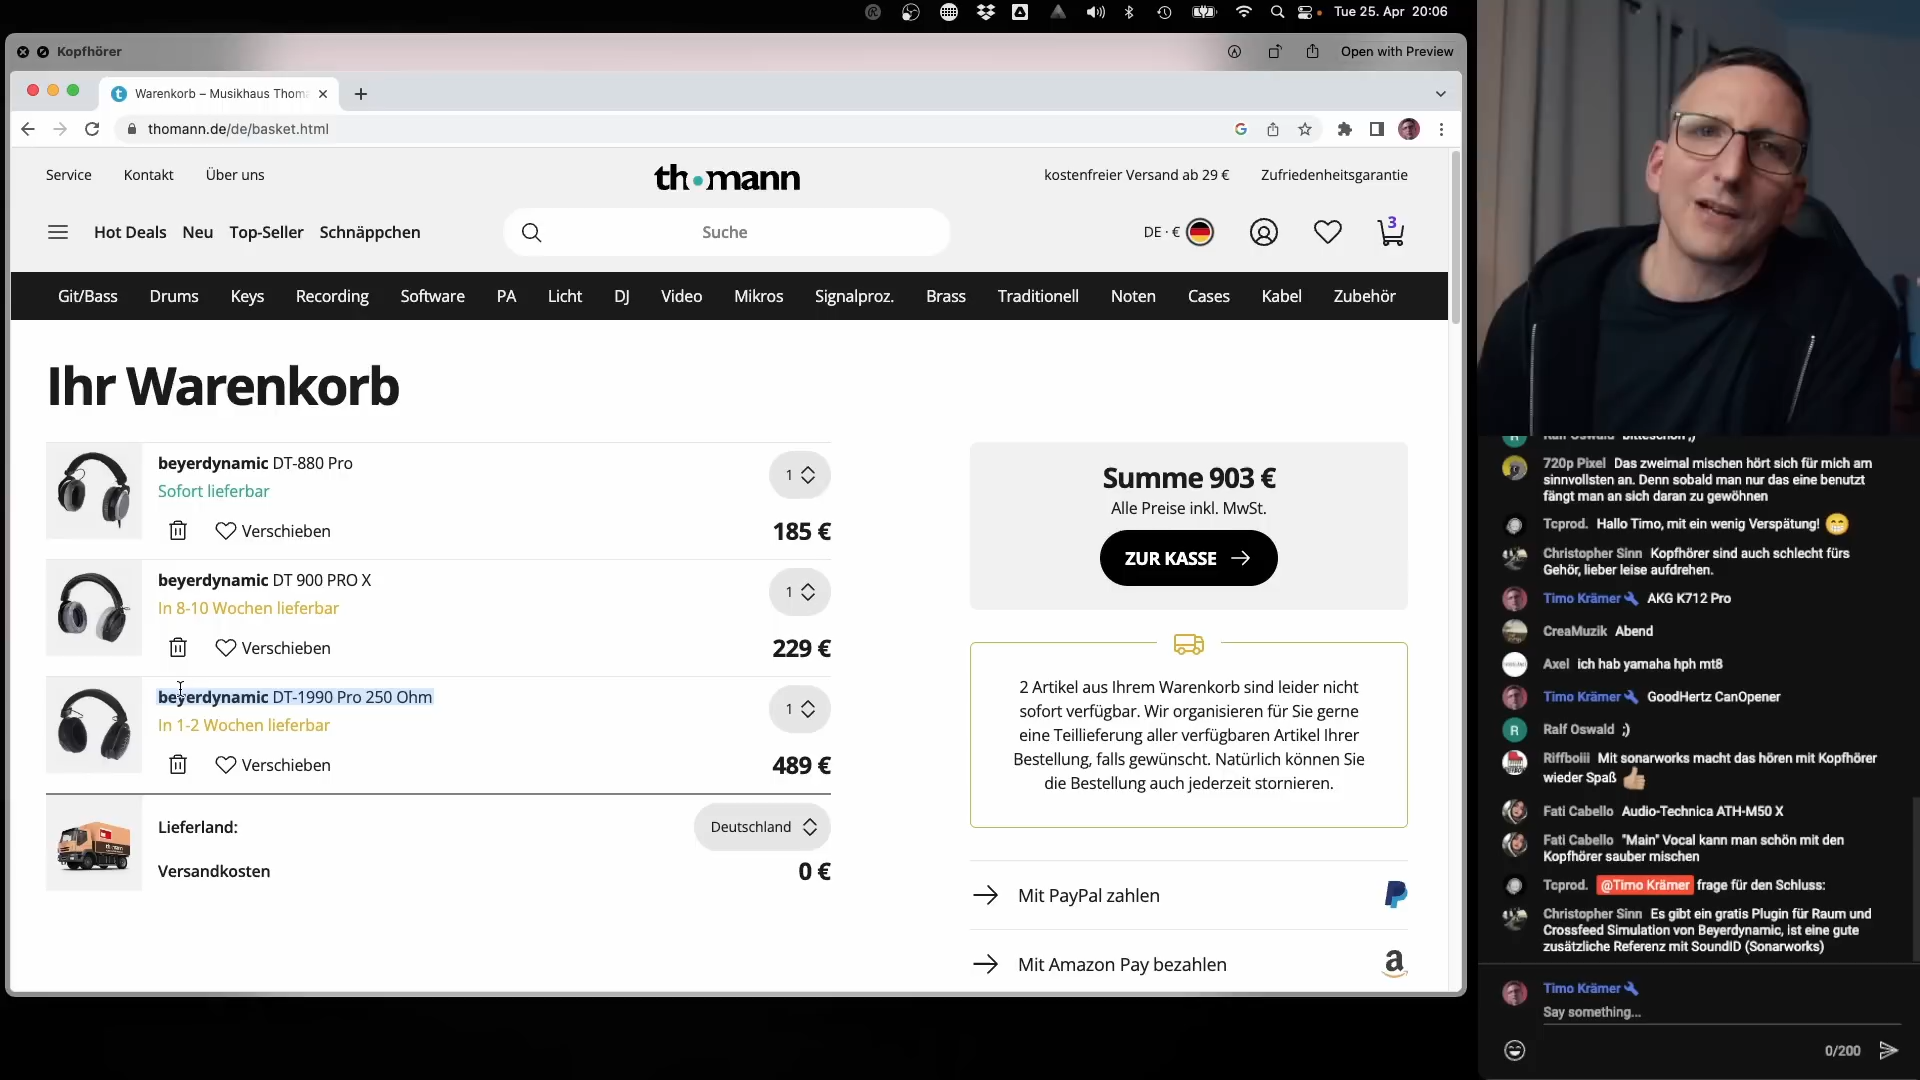 Tue 25. Apr 20:06
Kopfhörer
Open with Preview
Warenkorb – Musikhaus Thoma
thomann.de/de/basket.html
Service Kontakt Über uns
th•mann
kostenfreier Versand ab 29 € Zufriedenheitsgarantie
Hot Deals Neu Top-Seller Schnäppchen
Suche
DE · €
3
Git/Bass Drums Keys Recording Software PA Licht DJ Video Mikros Signalproz. Brass Traditionell Noten Cases Kabel Zubehör
Ihr Warenkorb
beyerdynamic DT-880 Pro
1
Sofort lieferbar
Verschieben
185 €
beyerdynamic DT 900 PRO X
1
In 8-10 Wochen lieferbar
Verschieben
229 €
beyerdynamic DT-1990 Pro 250 Ohm
1
In 1-2 Wochen lieferbar
Verschieben
489 €
Lieferland:
Deutschland
Versandkosten
0 €
Summe 903 €
Alle Preise inkl. MwSt.
ZUR KASSE
2 Artikel aus Ihrem Warenkorb sind leider nicht
sofort verfügbar. Wir organisieren für Sie gerne
eine Teillieferung aller verfügbaren Artikel Ihrer
Bestellung, falls gewünscht. Natürlich können Sie
die Bestellung auch jederzeit stornieren.
Mit PayPal zahlen
Mit Amazon Pay bezahlen
Ralf Oswald Bitteschön ;)
720p Pixel Das zweimal mischen hört sich für mich am
sinnvollsten an. Denn sobald man nur das eine benutzt
fängt man an sich daran zu gewöhnen
Tcprod. Hallo Timo, mit ein wenig Verspätung! 😁
Christopher Sinn Kopfhörer sind auch schlecht fürs
Gehör, lieber leise aufdrehen.
Timo Krämer AKG K712 Pro
CreaMuzik Abend
Axel ich hab yamaha hph mt8
Timo Krämer GoodHertz CanOpener
R
Ralf Oswald ;)
Riffboiii Mit sonarworks macht das hören mit Kopfhörer
wieder Spaß 👍🏼
Fati Cabello Audio-Technica ATH-M50 X
Fati Cabello "Main" Vocal kann man schön mit den
Kopfhörer sauber mischen
Tcprod. @Timo Krämer frage für den Schluss:
Christopher Sinn Es gibt ein gratis Plugin für Raum und
Crossfeed Simulation von Beyerdynamic, ist eine gute
zusätzliche Referenz mit SoundID (Sonarworks)
Timo Krämer
Say something...
0/200